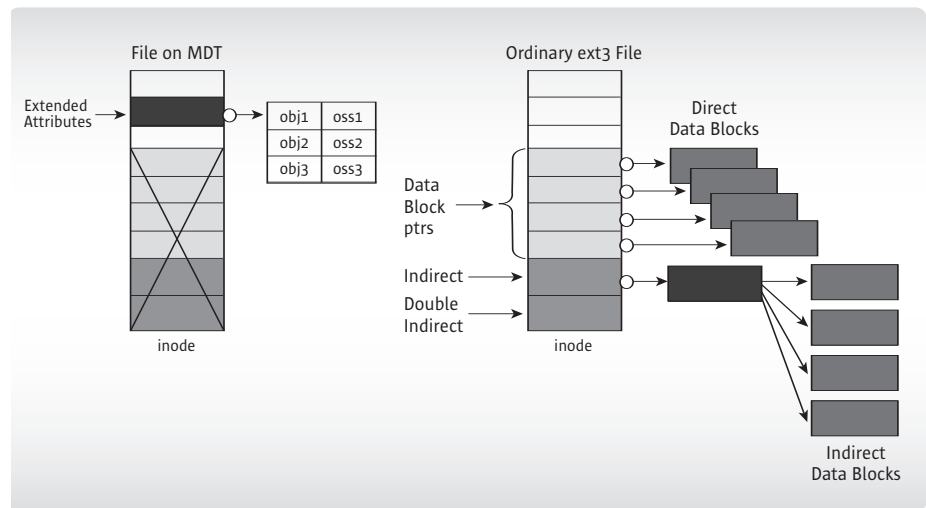 File on MDT
Extended
Attributes
obj1 oss1
obj2 oss2
obj3 oss3
inode
Ordinary ext3 File
Direct
Data Blocks
Data
Block
ptrs
Indirect
Double
Indirect
inode
Indirect
Data Blocks